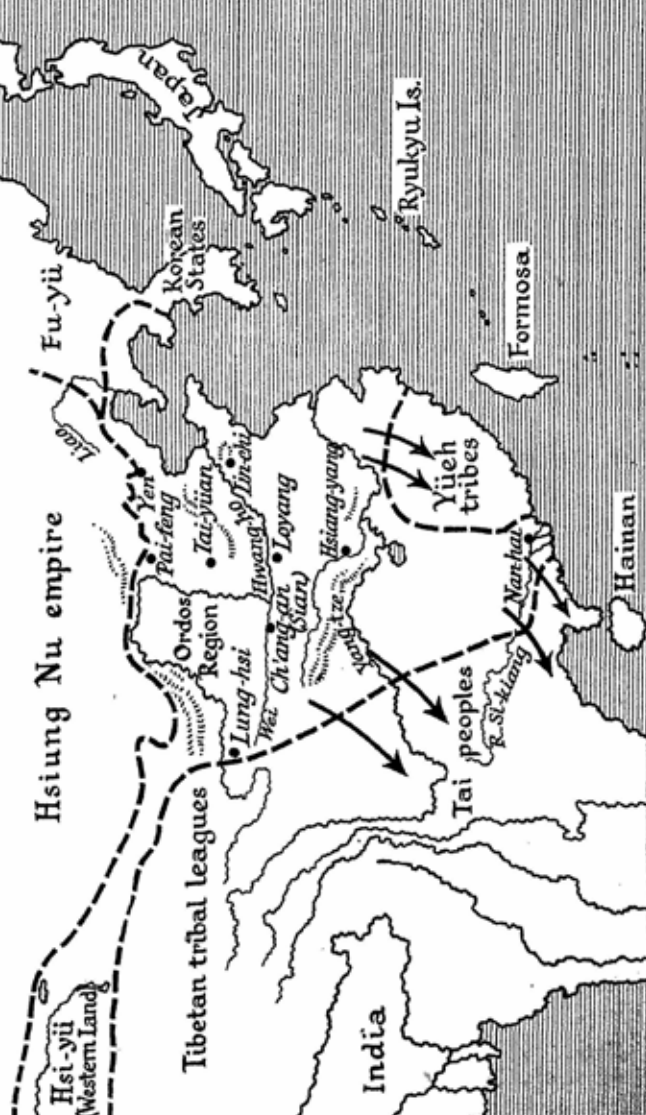 Hsiung Nu empire
Fu-yü
Hsi-yü
(Western Land)
Liao
Japan
Korean
States
Yen
Pai-feng
Ordos
Region
Tai-yüan
Lin-chi
Tibetan tribal leagues
Lung-hsi
Wei
Hwang ho
Loyang
Ch'ang-an
(Sian)
Hsiang-yang
Yang tze
Ryukyu Is.
India
Tai peoples
Yüeh
tribes
R. Si-kiang
Nan-hai
Formosa
Hainan